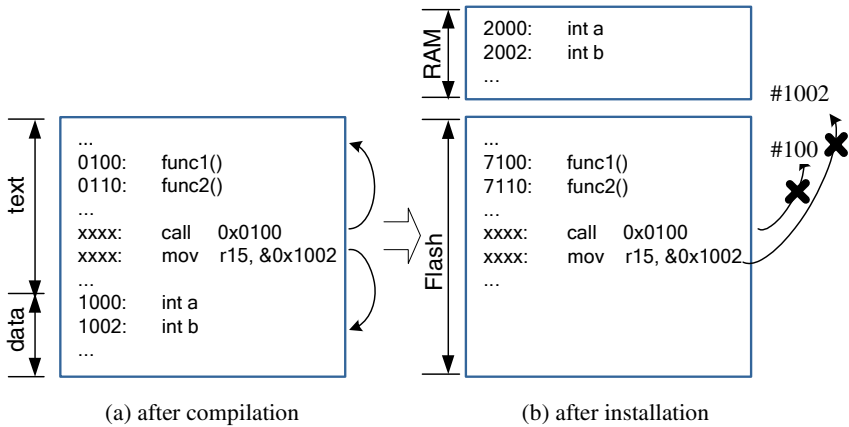 text
data
...
0100: func1()
0110: func2()
...
xxxx: call 0x0100
xxxx: mov r15, &0x1002
...
1000: int a
1002: int b
...
(a) after compilation
RAM
2000: int a
2002: int b
...
Flash
...
7100: func1()
7110: func2()
...
xxxx: call 0x0100
xxxx: mov r15, &0x1002
...
#1002
#100
(b) after installation